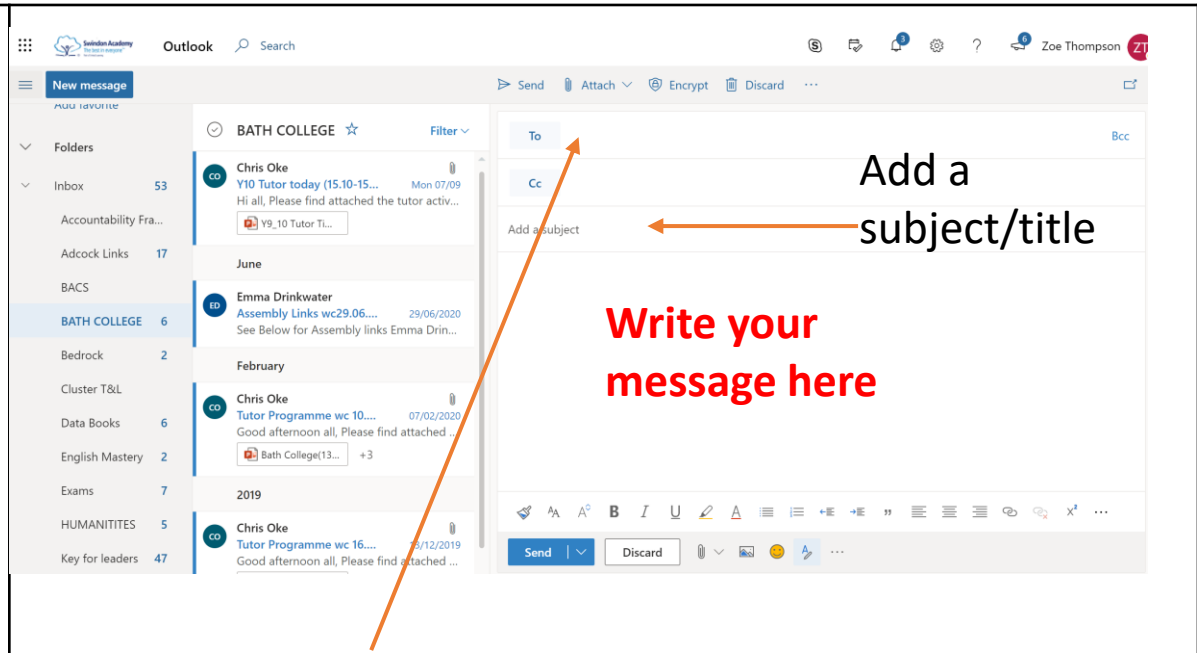 Swindon Academy
Outlook
Search
S
3
?
6
Zoe Thompson
ZT
New message
Send
Attach
Encrypt
Discard
...
Add favorite
Folders
Inbox 53
Accountability Fra...
Adcock Links 17
BACS
BATH COLLEGE 6
Bedrock 2
Cluster T&L
Data Books 6
English Mastery 2
Exams 7
HUMANITITES 5
Key for leaders 47
BATH COLLEGE
Filter
CO
Chris Oke
Y10 Tutor today (15.10-15... Mon 07/09
Hi all, Please find attached the tutor activ...
Y9_10 Tutor Ti...
June
ED
Emma Drinkwater
Assembly Links wc29.06.... 29/06/2020
See Below for Assembly links Emma Drin...
February
CO
Chris Oke
Tutor Programme wc 10.... 07/02/2020
Good afternoon all, Please find attached ...
Bath College(13... +3
2019
CO
Chris Oke
Tutor Programme wc 16.... 13/12/2019
Good afternoon all, Please find attached ...
To
Bcc
Cc
Add a subject
Add a
subject/title
Write your
message here
B I U A
Send
Discard
...